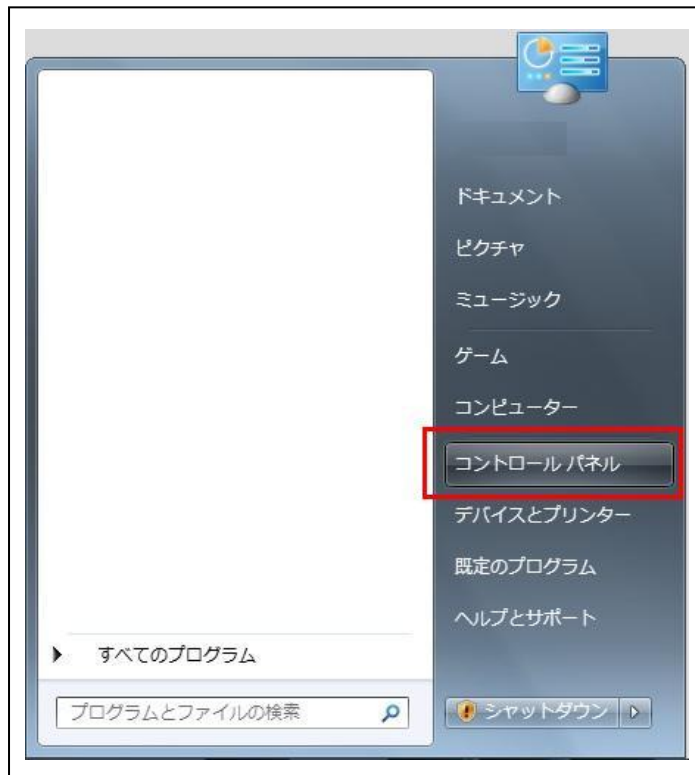 ドキュメント
ピクチャ
ミュージック
ゲーム
コンピューター
コントロール パネル
デバイスとプリンター
既定のプログラム
ヘルプとサポート
すべてのプログラム
プログラムとファイルの検索
シャットダウン